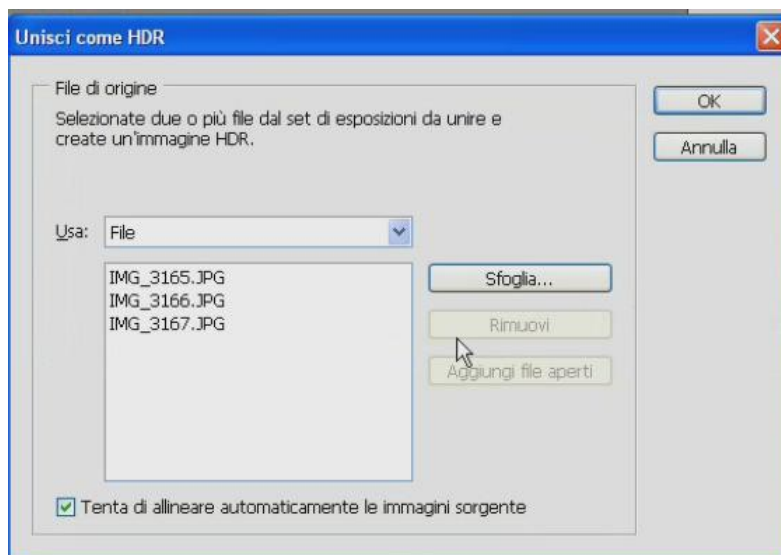 Unisci come HDR
File di origine
Selezionate due o più file dal set di esposizioni da unire e
create un'immagine HDR.
OK
Annulla
Usa: File
IMG_3165.JPG
IMG_3166.JPG
IMG_3167.JPG
Sfoglia...
Rimuovi
Aggiungi file aperti
Tenta di allineare automaticamente le immagini sorgente